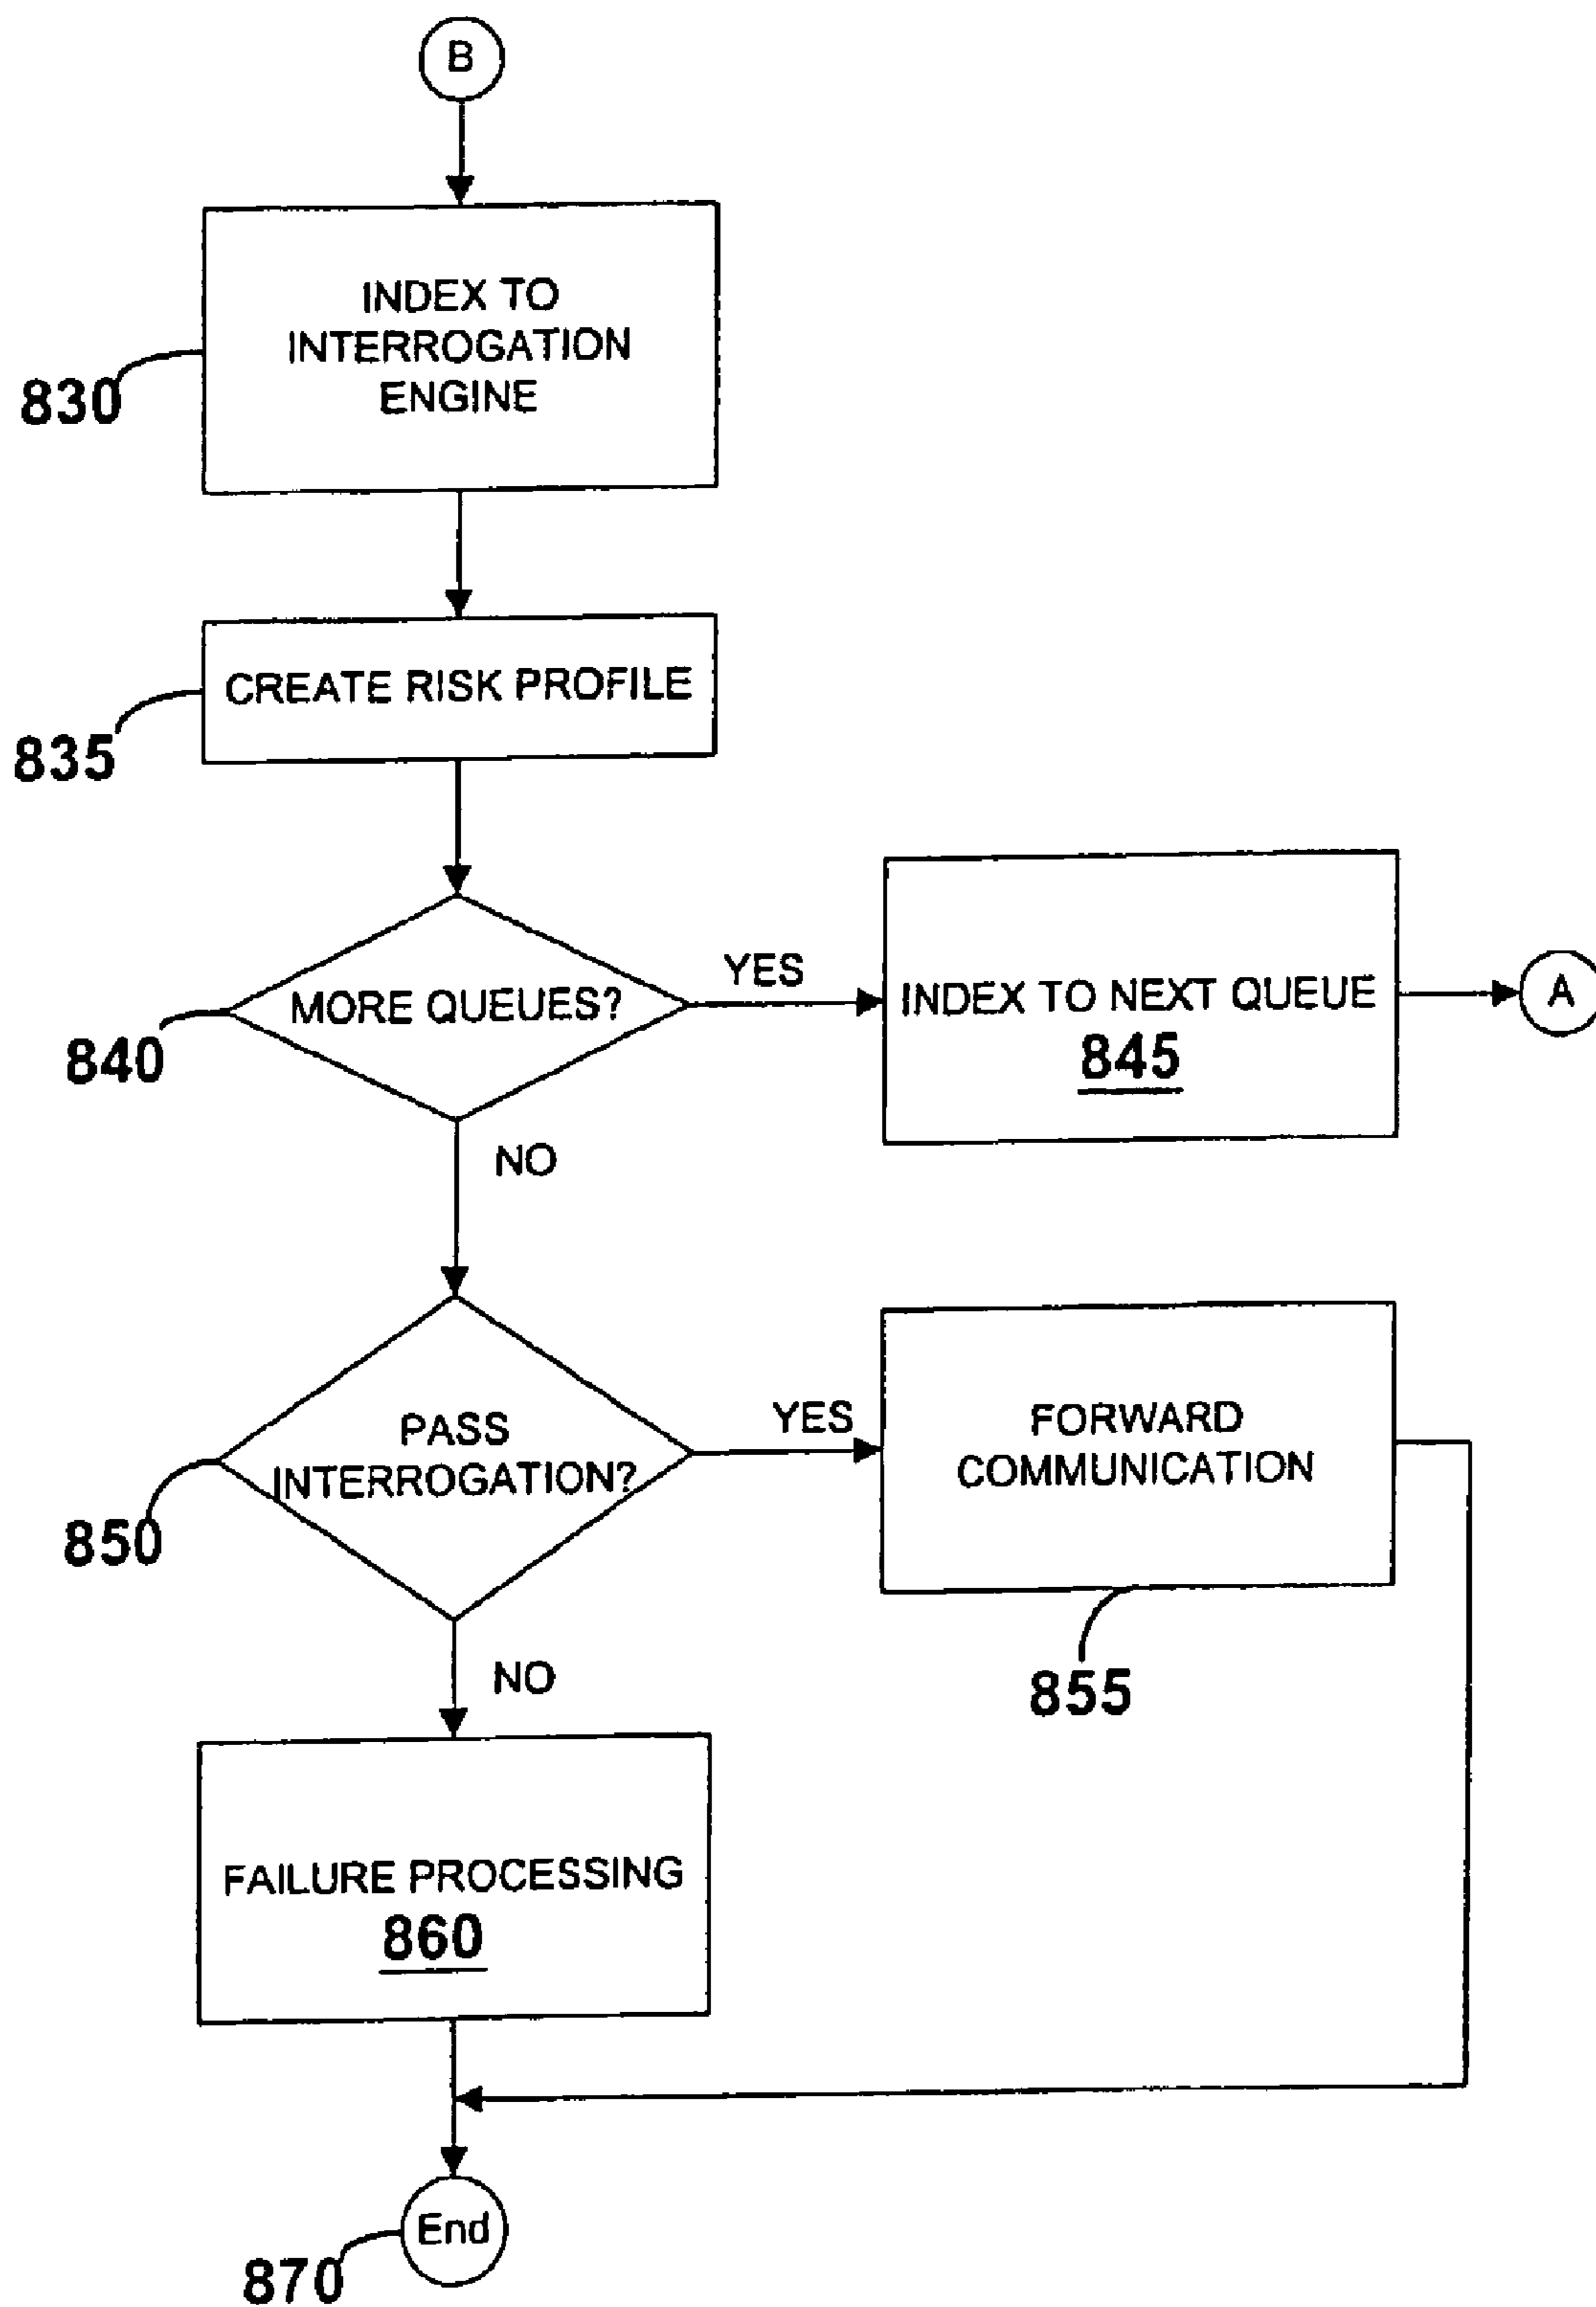 B
INDEX TO
INTERROGATION
ENGINE
830
CREATE RISK PROFILE
835
MORE QUEUES?
840
YES
INDEX TO NEXT QUEUE
845
A
NO
PASS
INTERROGATION?
850
YES
FORWARD
COMMUNICATION
855
NO
FAILURE PROCESSING
860
End
870